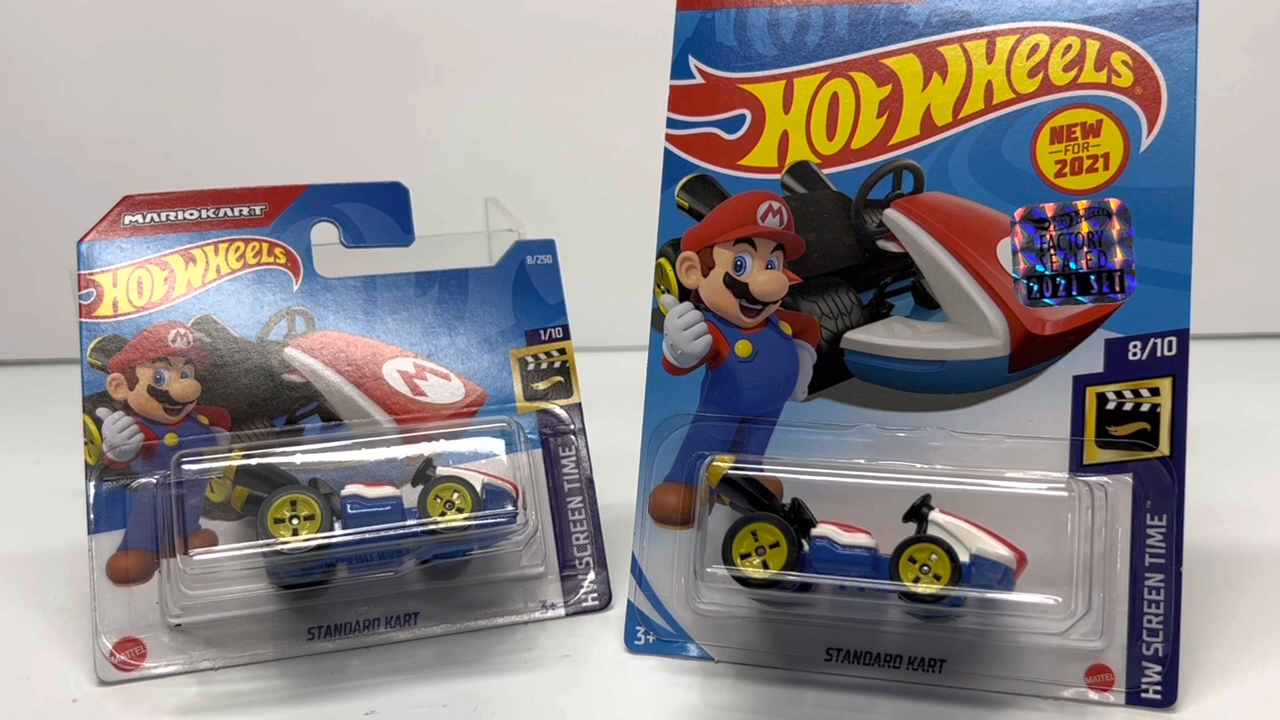 MARIOKART
HOT WHEELS
8/250
1/10
HW SCREEN TIME
3+
STANDARD KART
MATTEL
HOT WHEELS
NEW
FOR
2021
FACTORY
SEALED
2021 SET
8/10
HW SCREEN TIME™
3+
STANDARD KART
MATTEL